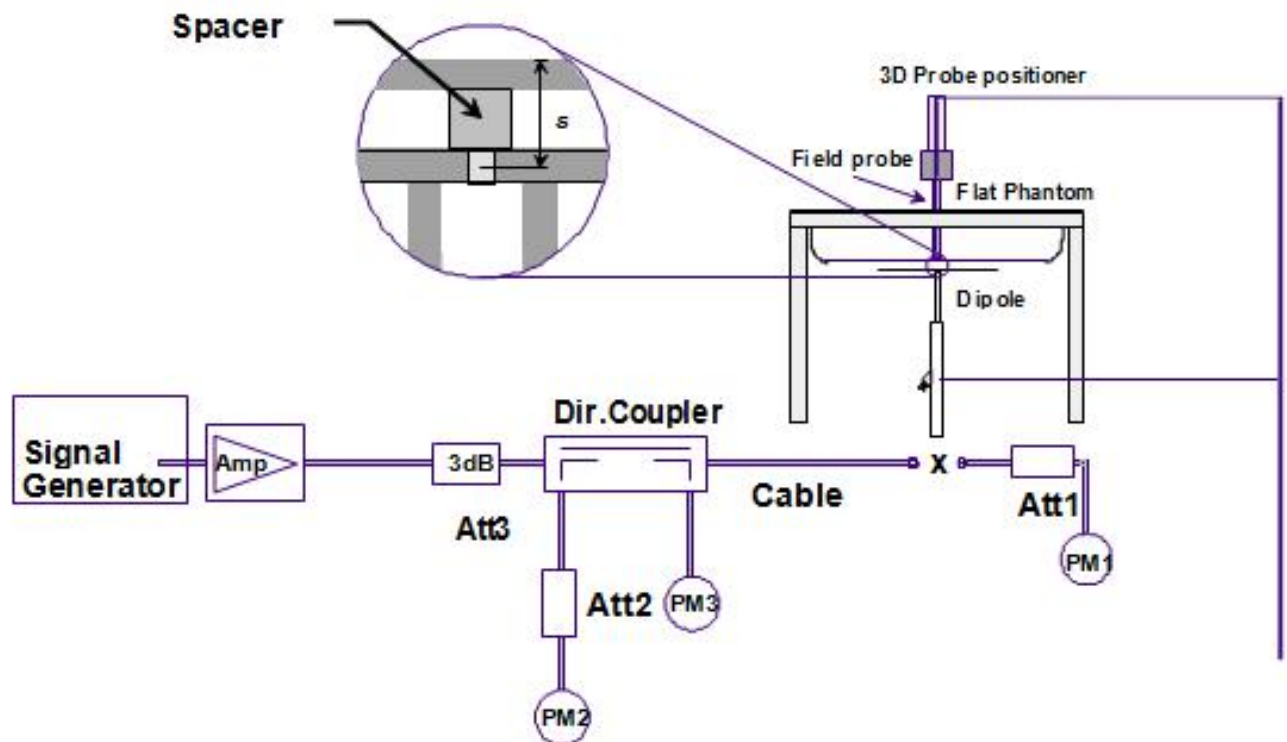 Spacer
s
3D Probe positioner
Field probe
Flat Phantom
Dipole
Dir.Coupler
Signal
Generator
Amp
3dB
Att3
Cable
X
Att1
PM1
Att2
PM3
PM2